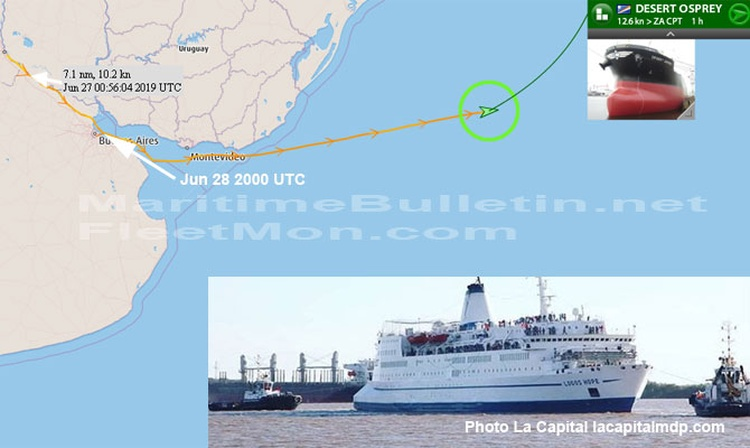 DESERT OSPREY
12.6 kn > ZA CPT 1 h
Uruguay
7.1 nm, 10.2 kn
Jun 27 00:56:04 2019 UTC
Buenos Aires
Montevideo
Jun 28 2000 UTC
MaritimeBulletin.net
FleetMon.com
LOGOS HOPE
Photo La Capital lacapitalmdp.com